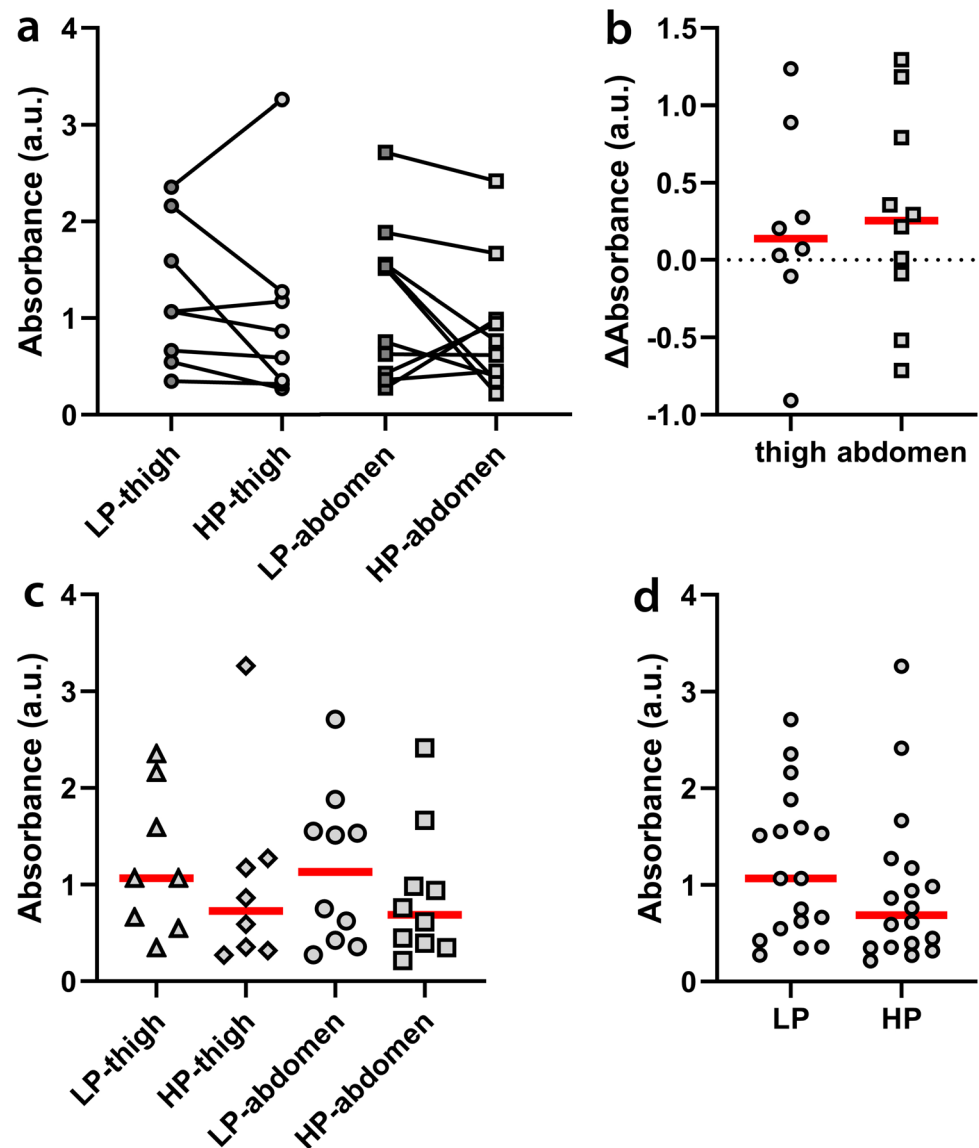 a
Absorbance (a.u.)
4
3
2
1
0
LP-thigh
HP-thigh
LP-abdomen
HP-abdomen
b
ΔAbsorbance (a.u.)
1.5
1.0
0.5
0.0
-0.5
-1.0
thigh abdomen
c
Absorbance (a.u.)
4
3
2
1
0
LP-thigh
HP-thigh
LP-abdomen
HP-abdomen
d
Absorbance (a.u.)
4
3
2
1
0
LP HP